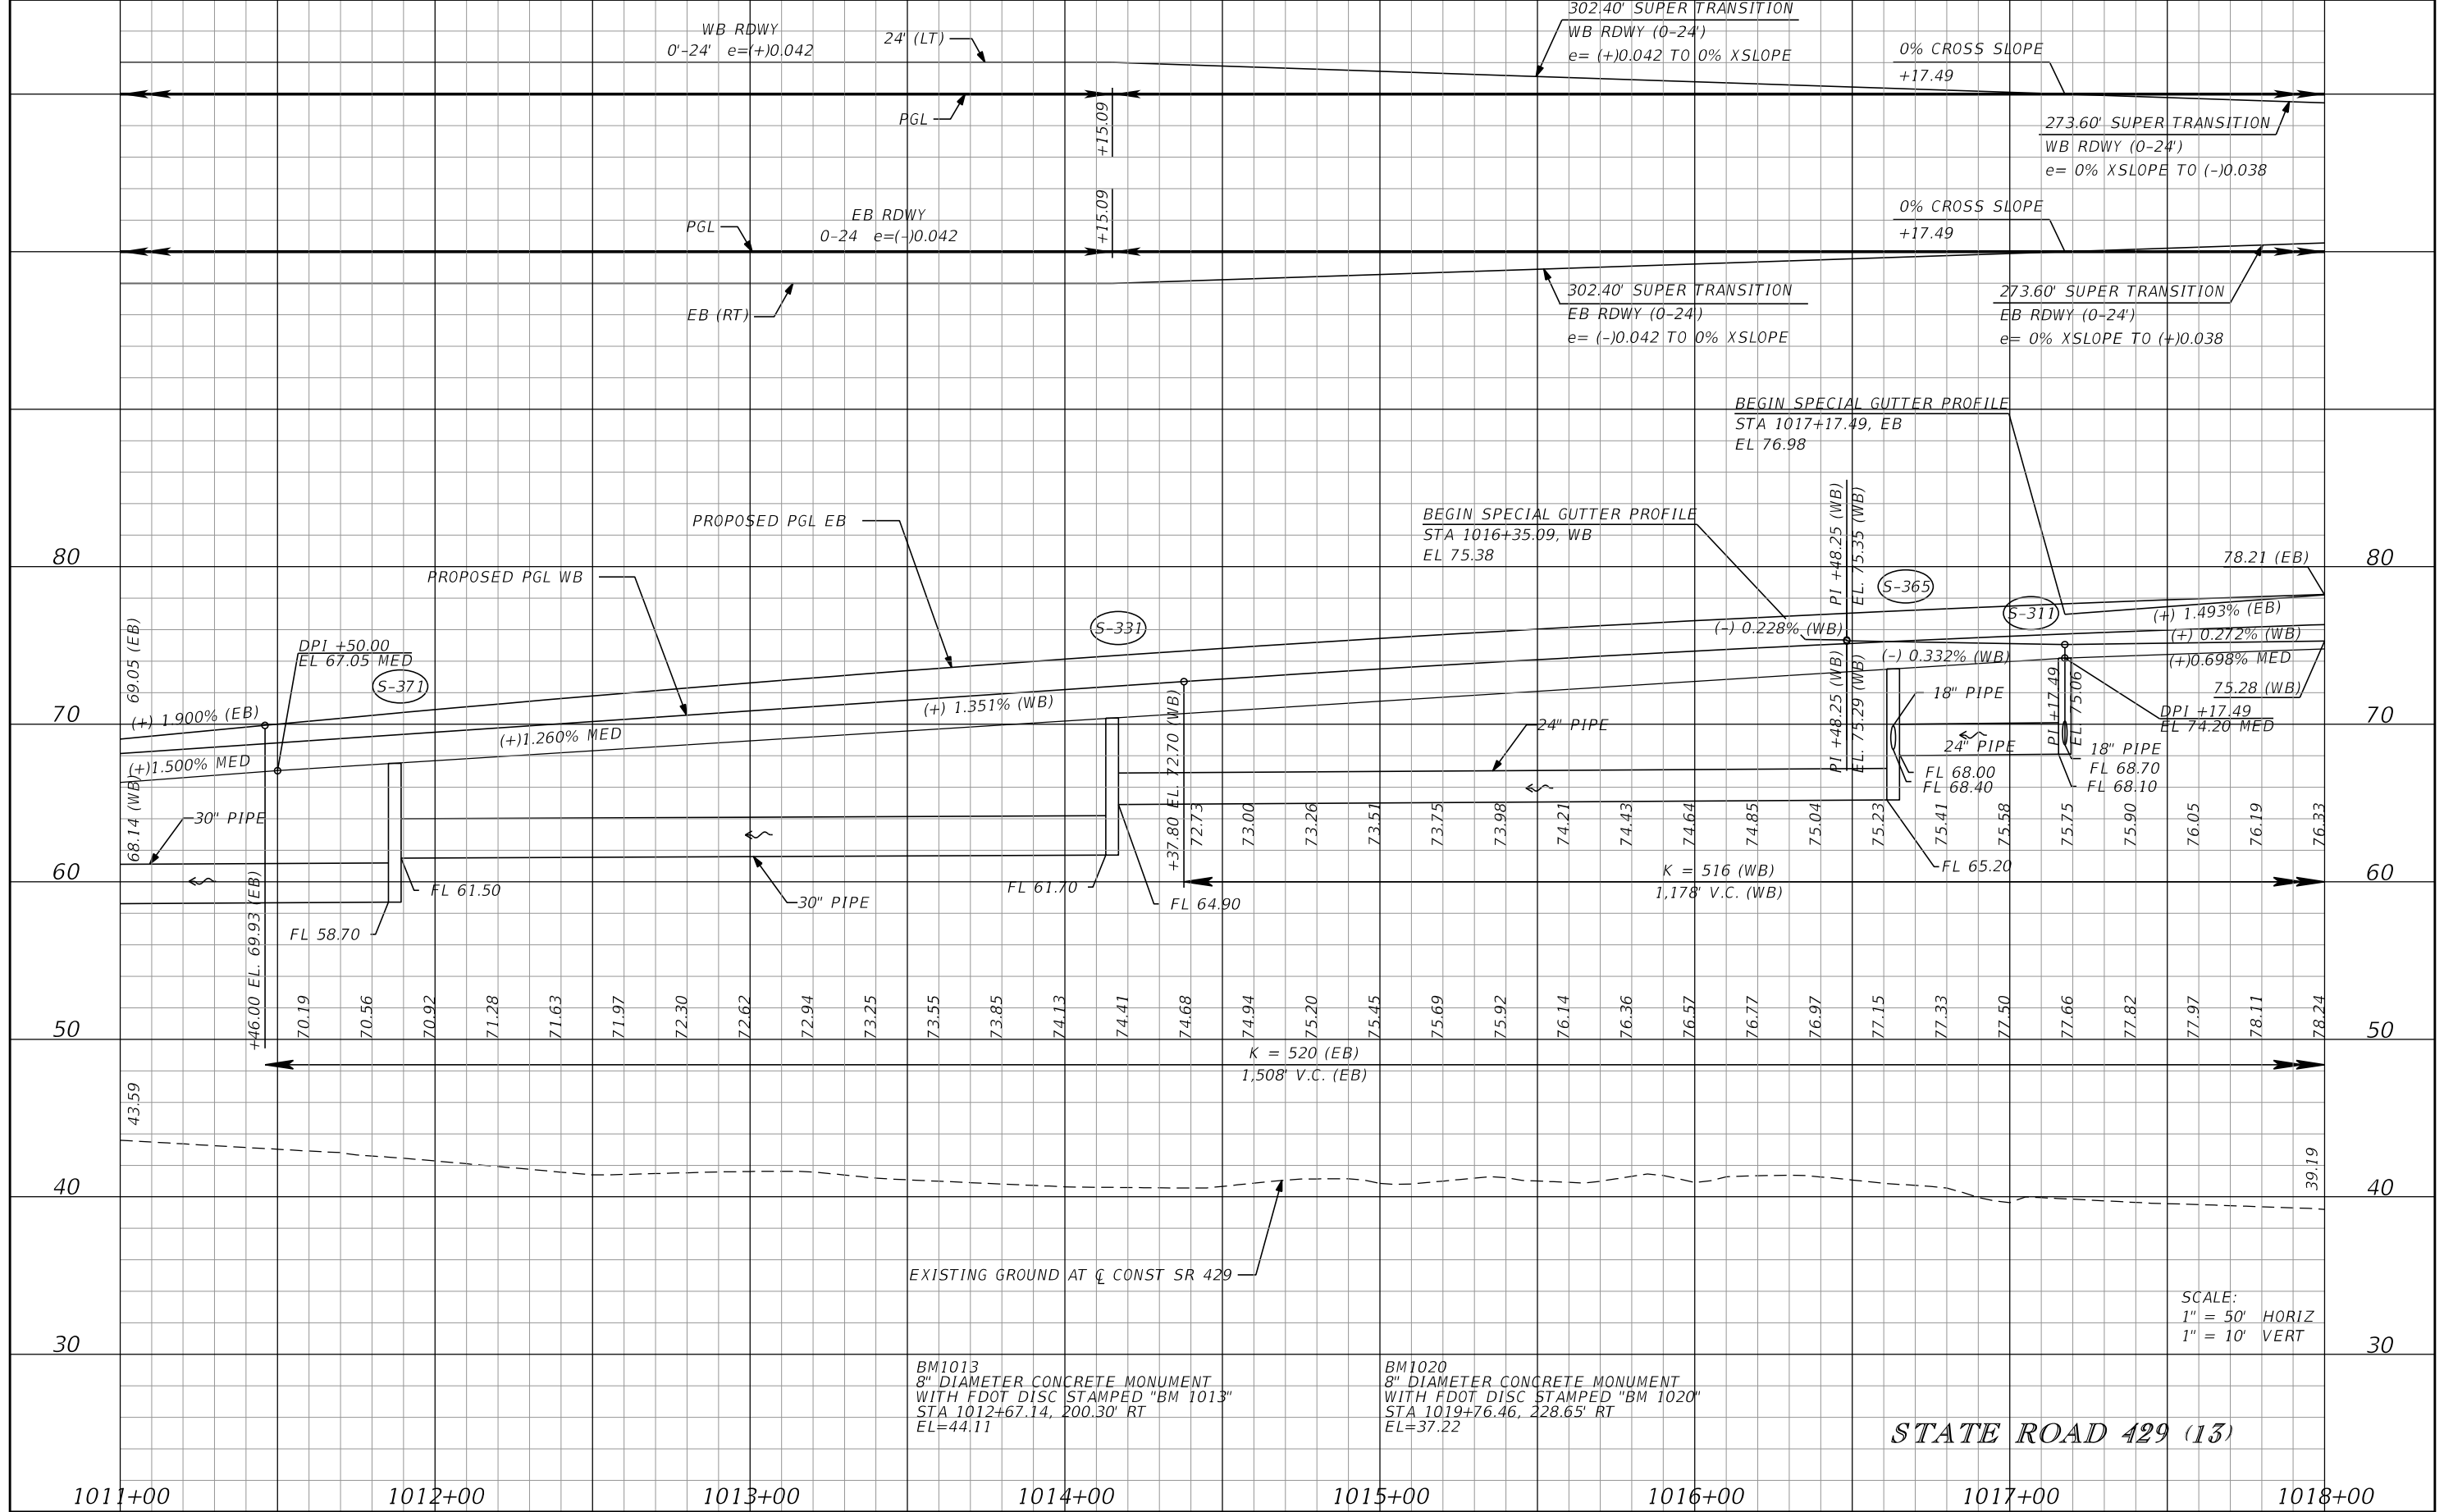 WB RDWY
0'-24'   e=(+)0.042
24' (LT)
PGL
+15.09
302.40' SUPER TRANSITION
WB RDWY (0-24')
e= (+)0.042 TO 0% XSLOPE
0% CROSS SLOPE
+17.49
273.60' SUPER TRANSITION
WB RDWY (0-24')
e= 0% XSLOPE TO (-)0.038
PGL
EB RDWY
0-24   e=(-)0.042
+15.09
EB (RT)
0% CROSS SLOPE
+17.49
302.40' SUPER TRANSITION
EB RDWY (0-24')
e= (-)0.042 TO 0% XSLOPE
273.60' SUPER TRANSITION
EB RDWY (0-24')
e= 0% XSLOPE TO (+)0.038
BEGIN SPECIAL GUTTER PROFILE
STA 1017+17.49, EB
EL 76.98
BEGIN SPECIAL GUTTER PROFILE
STA 1016+35.09, WB
EL 75.38
PI +48.25 (WB)
EL. 75.35 (WB)
PROPOSED PGL EB
PROPOSED PGL WB
80
80
78.21 (EB)
S-365
S-311
S-331
S-371
69.05 (EB)
DPI +50.00
EL 67.05 MED
(-) 0.228% (WB)
(+) 1.493% (EB)
(+) 0.272% (WB)
(+)0.698% MED
(-) 0.332% (WB)
75.28 (WB)
DPI +17.49
EL 74.20 MED
70
70
(+) 1.900% (EB)
(+) 1.351% (WB)
(+)1.260% MED
(+)1.500% MED
68.14 (WB)
PI +48.25 (WB)
EL. 75.29 (WB)
PI +17.49
EL 75.06
18" PIPE
24" PIPE
24" PIPE
18" PIPE
FL 68.70
FL 68.10
FL 68.00
FL 68.40
30" PIPE
+37.80 EL. 72.70 (WB)
72.73
73.00
73.26
73.51
73.75
73.98
74.21
74.43
74.64
74.85
75.04
75.23
75.41
75.58
75.75
75.90
76.05
76.19
76.33
FL 65.20
60
60
K = 516 (WB)
1,178' V.C. (WB)
FL 61.50
FL 61.70
FL 64.90
30" PIPE
FL 58.70
+46.00 EL. 69.93 (EB)
70.19
70.56
70.92
71.28
71.63
71.97
72.30
72.62
72.94
73.25
73.55
73.85
74.13
74.41
74.68
74.94
75.20
75.45
75.69
75.92
76.14
76.36
76.57
76.77
76.97
77.15
77.33
77.50
77.66
77.82
77.97
78.11
78.24
50
50
K = 520 (EB)
1,508' V.C. (EB)
43.59
39.19
40
40
EXISTING GROUND AT ℄ CONST SR 429
SCALE:
1" = 50'   HORIZ
1" = 10'   VERT
30
30
BM1013
8" DIAMETER CONCRETE MONUMENT
WITH FDOT DISC STAMPED "BM 1013"
STA 1012+67.14, 200.30' RT
EL=44.11
BM1020
8" DIAMETER CONCRETE MONUMENT
WITH FDOT DISC STAMPED "BM 1020"
STA 1019+76.46, 228.65' RT
EL=37.22
STATE ROAD 429 (13)
1011+00
1012+00
1013+00
1014+00
1015+00
1016+00
1017+00
1018+00